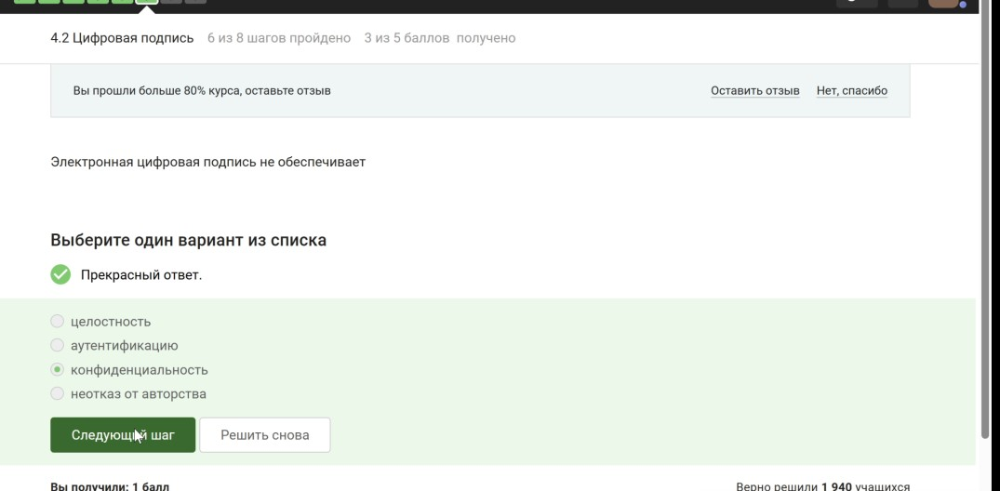 4.2 Цифровая подпись 6 из 8 шагов пройдено 3 из 5 баллов получено
Вы прошли больше 80% курса, оставьте отзыв Оставить отзыв Нет, спасибо
Электронная цифровая подпись не обеспечивает
Выберите один вариант из списка
Прекрасный ответ.
целостность
аутентификацию
конфиденциальность
неотказ от авторства
Следующий шаг Решить снова
Вы получили: 1 балл Верно решили 1 940 учащихся